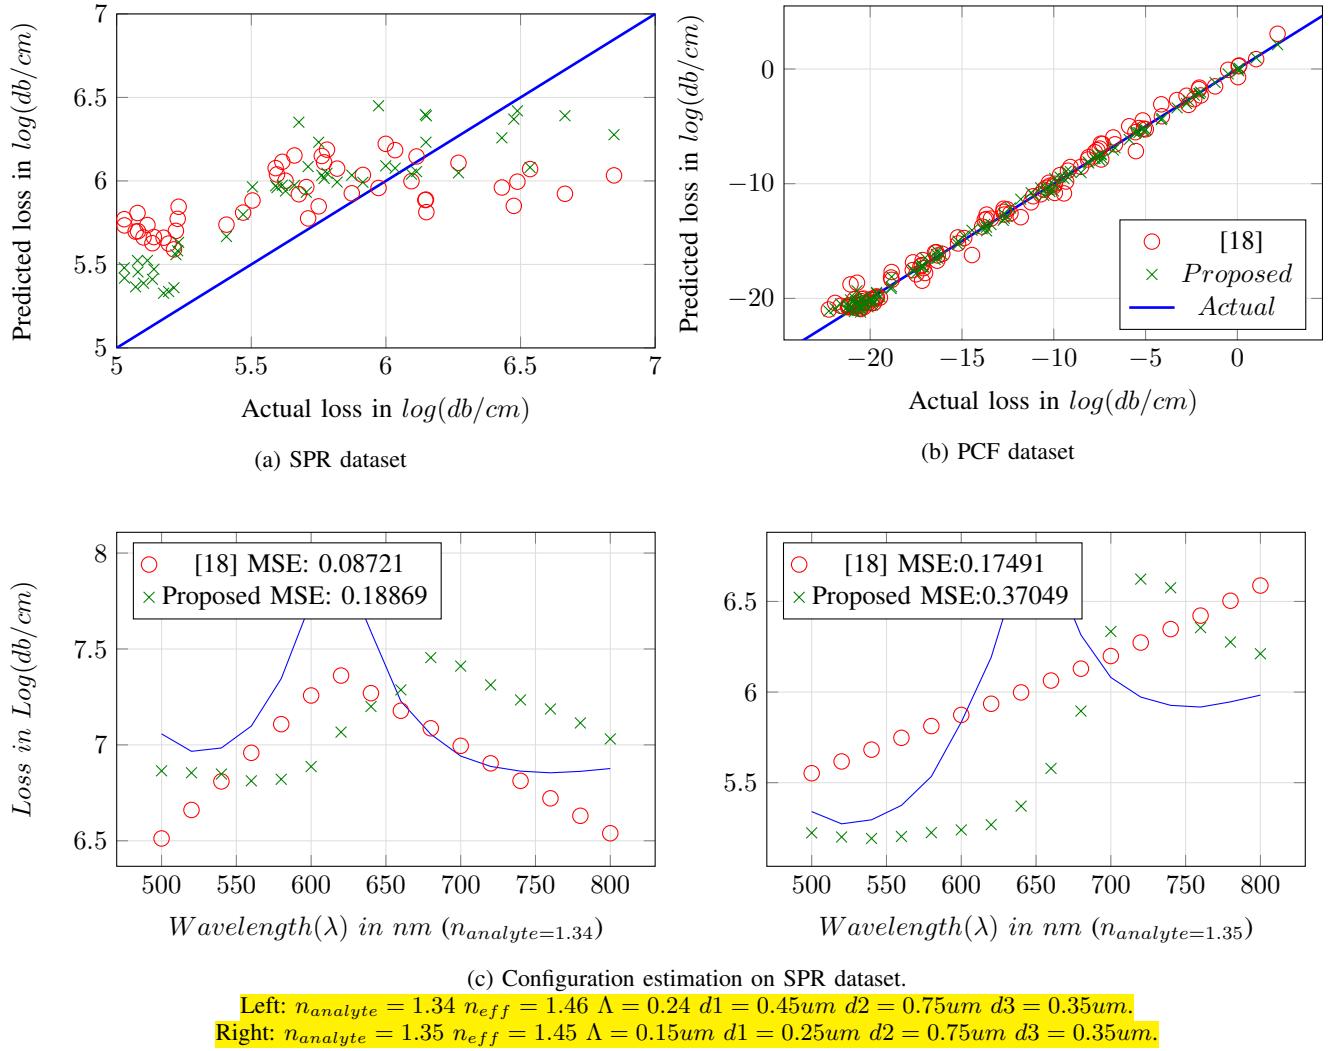 7
6.5
6
5.5
5
5
5.5
6
6.5
7
Predicted loss in log(db/cm)
Actual loss in log(db/cm)
(a) SPR dataset
0
−10
−20
−20
−15
−10
−5
0
Predicted loss in log(db/cm)
[18]
Proposed
Actual
Actual loss in log(db/cm)
(b) PCF dataset
8
7.5
7
6.5
500
550
600
650
700
750
800
Loss in Log(db/cm)
[18] MSE: 0.08721
Proposed MSE: 0.18869
Wavelength(λ) in nm (n_analyte=1.34)
6.5
6
5.5
500
550
600
650
700
750
800
[18] MSE:0.17491
Proposed MSE:0.37049
Wavelength(λ) in nm (n_analyte=1.35)
(c) Configuration estimation on SPR dataset.
Left: n_analyte = 1.34 n_eff = 1.46 Λ = 0.24 d1 = 0.45um d2 = 0.75um d3 = 0.35um.
Right: n_analyte = 1.35 n_eff = 1.45 Λ = 0.15um d1 = 0.25um d2 = 0.75um d3 = 0.35um.